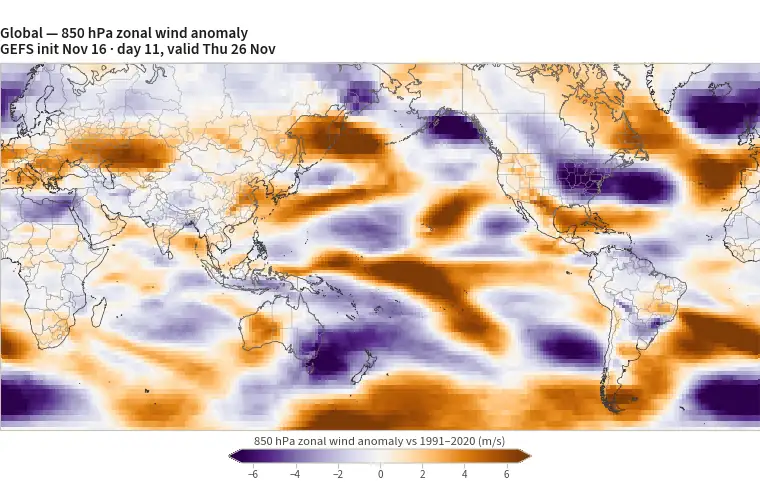 Global — 850 hPa zonal wind anomaly
GEFS init Nov 16 · day 11, valid Thu 26 Nov
850 hPa zonal wind anomaly vs 1991–2020 (m/s)
−6 −4 −2 0 2 4 6